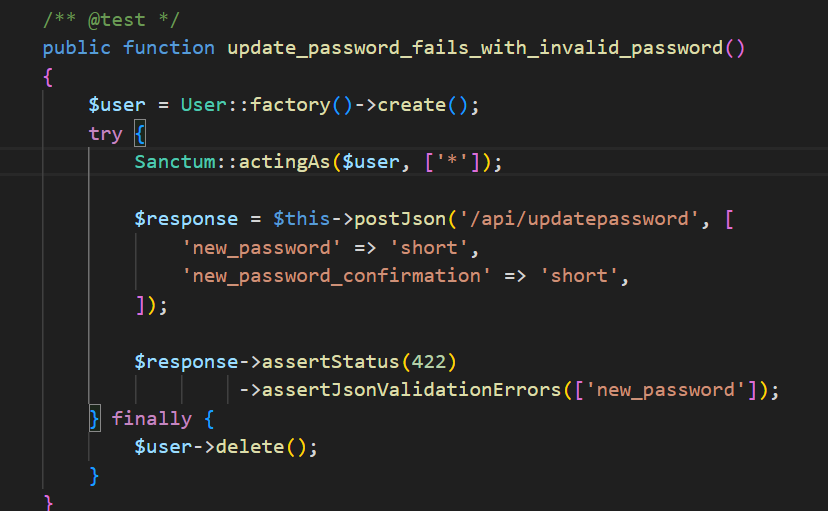 /** @test */
public function update_password_fails_with_invalid_password()
{
    $user = User::factory()->create();
    try {
        Sanctum::actingAs($user, ['*']);

        $response = $this->postJson('/api/updatepassword', [
            'new_password' => 'short',
            'new_password_confirmation' => 'short',
        ]);

        $response->assertStatus(422)
                 ->assertJsonValidationErrors(['new_password']);
    } finally {
        $user->delete();
    }
}